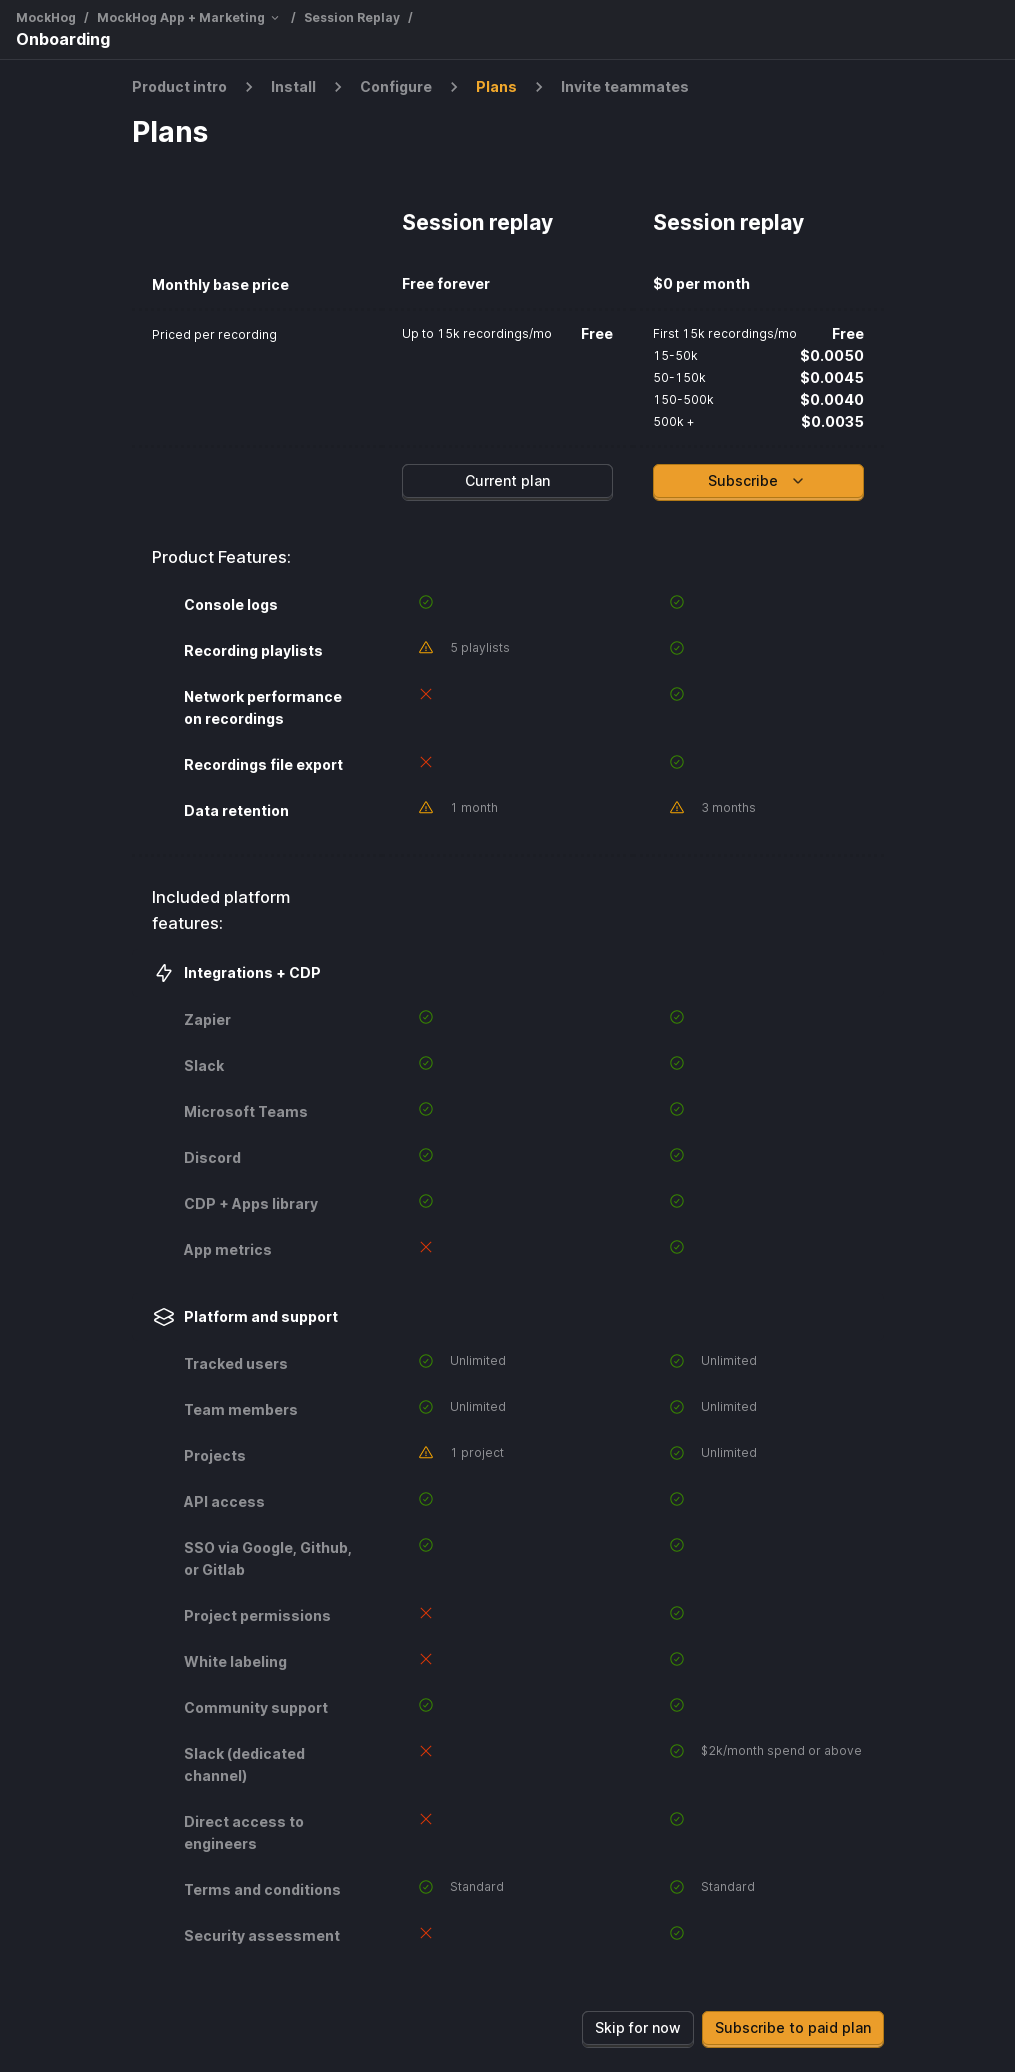 MockHog / MockHog App + Marketing / Session Replay /
Onboarding
Product intro Install Configure Plans Invite teammates
Plans
Session replay Session replay
Monthly base price Free forever $0 per month
Priced per recording Up to 15k recordings/mo Free First 15k recordings/mo Free
15-50k $0.0050
50-150k $0.0045
150-500k $0.0040
500k + $0.0035
Current plan Subscribe
Product Features:
Console logs
Recording playlists 5 playlists
Network performance
on recordings
Recordings file export
Data retention 1 month 3 months
Included platform
features:
Integrations + CDP
Zapier
Slack
Microsoft Teams
Discord
CDP + Apps library
App metrics
Platform and support
Tracked users Unlimited Unlimited
Team members Unlimited Unlimited
Projects 1 project Unlimited
API access
SSO via Google, Github,
or Gitlab
Project permissions
White labeling
Community support
Slack (dedicated $2k/month spend or above
channel)
Direct access to
engineers
Terms and conditions Standard Standard
Security assessment
Skip for now Subscribe to paid plan